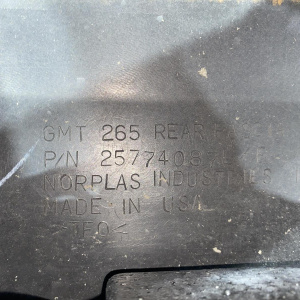 GMT 265 REAR
P/N 2577408
NORPLAS INDUSTRIES
MADE IN USA